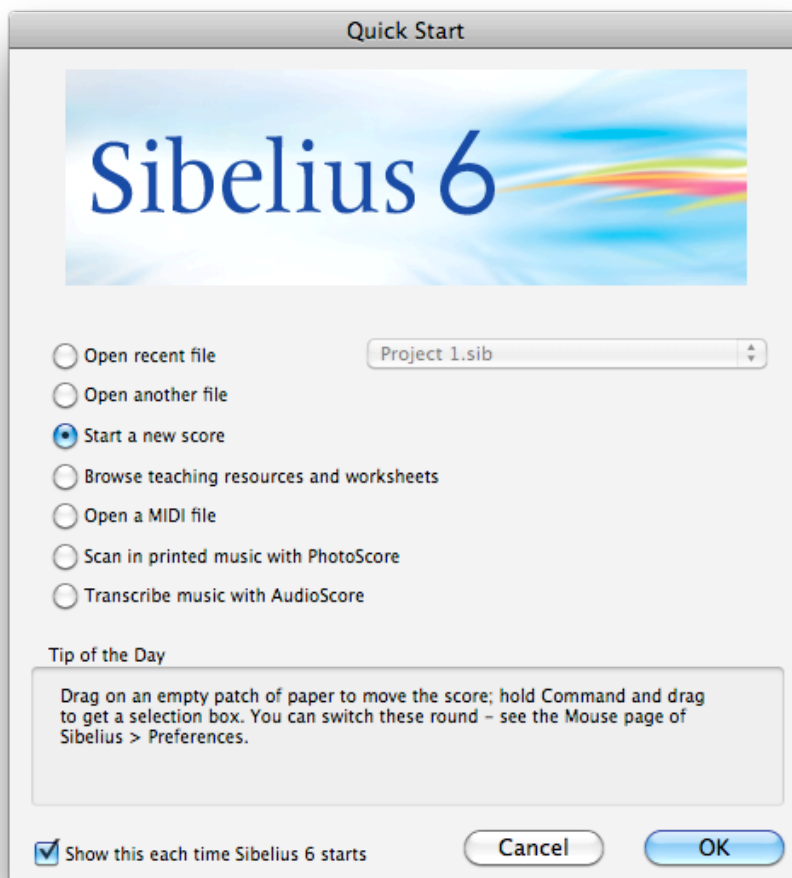 Quick Start
Sibelius 6
Open recent file
Project 1.sib
Open another file
Start a new score
Browse teaching resources and worksheets
Open a MIDI file
Scan in printed music with PhotoScore
Transcribe music with AudioScore
Tip of the Day
Drag on an empty patch of paper to move the score; hold Command and drag
to get a selection box. You can switch these round – see the Mouse page of
Sibelius > Preferences.
Show this each time Sibelius 6 starts
Cancel
OK